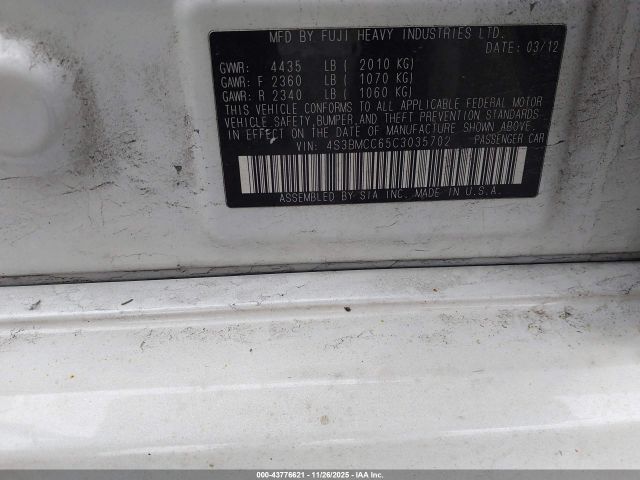 MFD BY FUJI HEAVY INDUSTRIES LTD.
DATE: 03/12
GVWR: 4435 LB ( 2010 KG)
GAWR: F 2360 LB ( 1070 KG)
GAWR: R 2340 LB ( 1060 KG)
THIS VEHICLE CONFORMS TO ALL APPLICABLE FEDERAL MOTOR
VEHICLE SAFETY, BUMPER, AND THEFT PREVENTION STANDARDS
IN EFFECT ON THE DATE OF MANUFACTURE SHOWN ABOVE.
VIN: 4S3BMCC65C3035702 PASSENGER CAR
ASSEMBLED BY SIA INC. MADE IN U.S.A.
000-43776621 - 11/26/2025 - IAAI.com